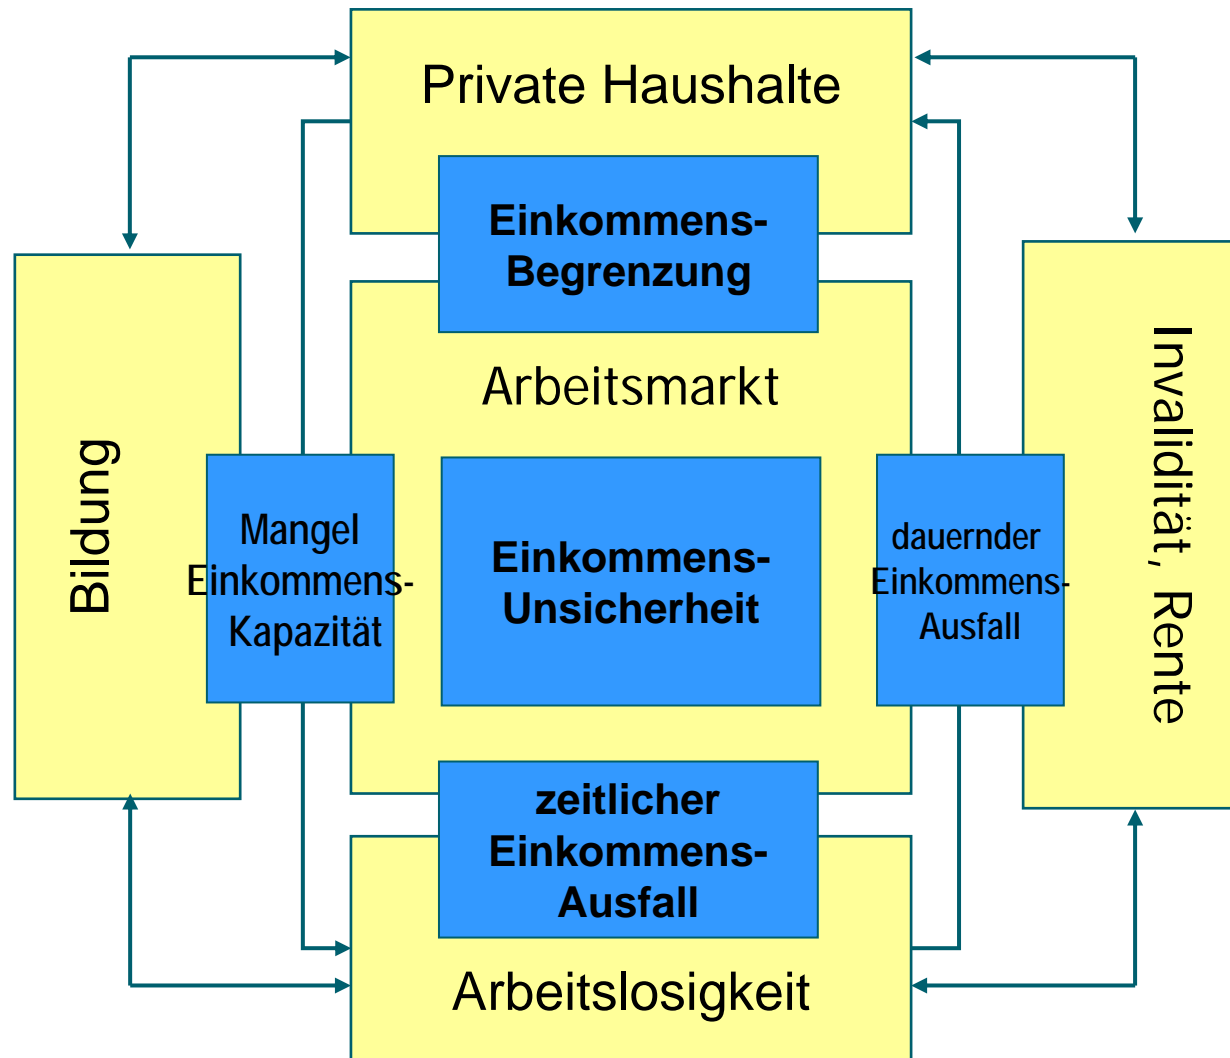 Private Haushalte
Einkommens-
Begrenzung
Arbeitsmarkt
Bildung
Mangel
Einkommens-
Kapazität
Einkommens-
Unsicherheit
dauernder
Einkommens-
Ausfall
Invalidität, Rente
zeitlicher
Einkommens-
Ausfall
Arbeitslosigkeit